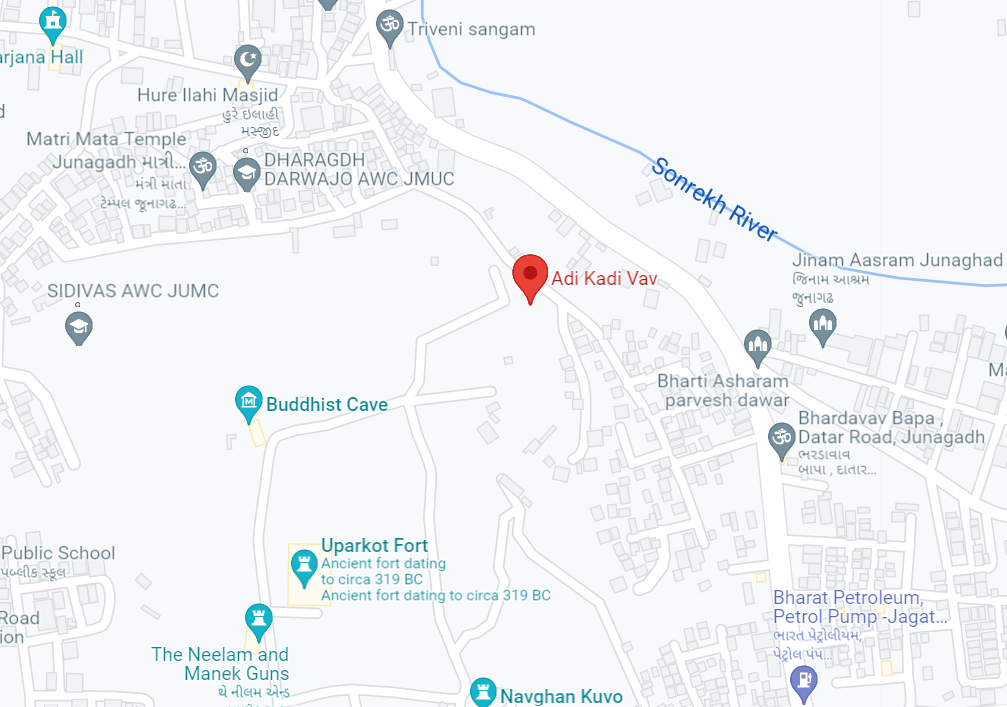 Triveni sangam
arjana Hall
Hure Ilahi Masjid
હુરે ઇલાહી
મસ્જીદ
Matri Mata Temple
Junagadh માત્રી...
મંત્રી માતા
ટેમ્પલ જૂનાગઢ...
DHARAGDH
DARWAJO AWC JMUC
Sonrekh River
Jinam Aasram Junaghad
જિનામ આશ્રમ
જુનાગઢ
Adi Kadi Vav
SIDIVAS AWC JUMC
Bharti Asharam
parvesh dawar
Buddhist Cave
Bhardavav Bapa ,
Datar Road, Junagadh
ભરડાવાવ
બાપા , દાતાર...
Uparkot Fort
Ancient fort dating
to circa 319 BC
Ancient fort dating to circa 319 BC
Public School
પબ્લીક સ્કૂલ
Road
ion
The Neelam and
Manek Guns
થે નીલમ એન્ડ
Bharat Petroleum,
Petrol Pump -Jagat...
ભારત પેટ્રોલીયમ,
પેટ્રોલ પંપ...
Navghan Kuvo